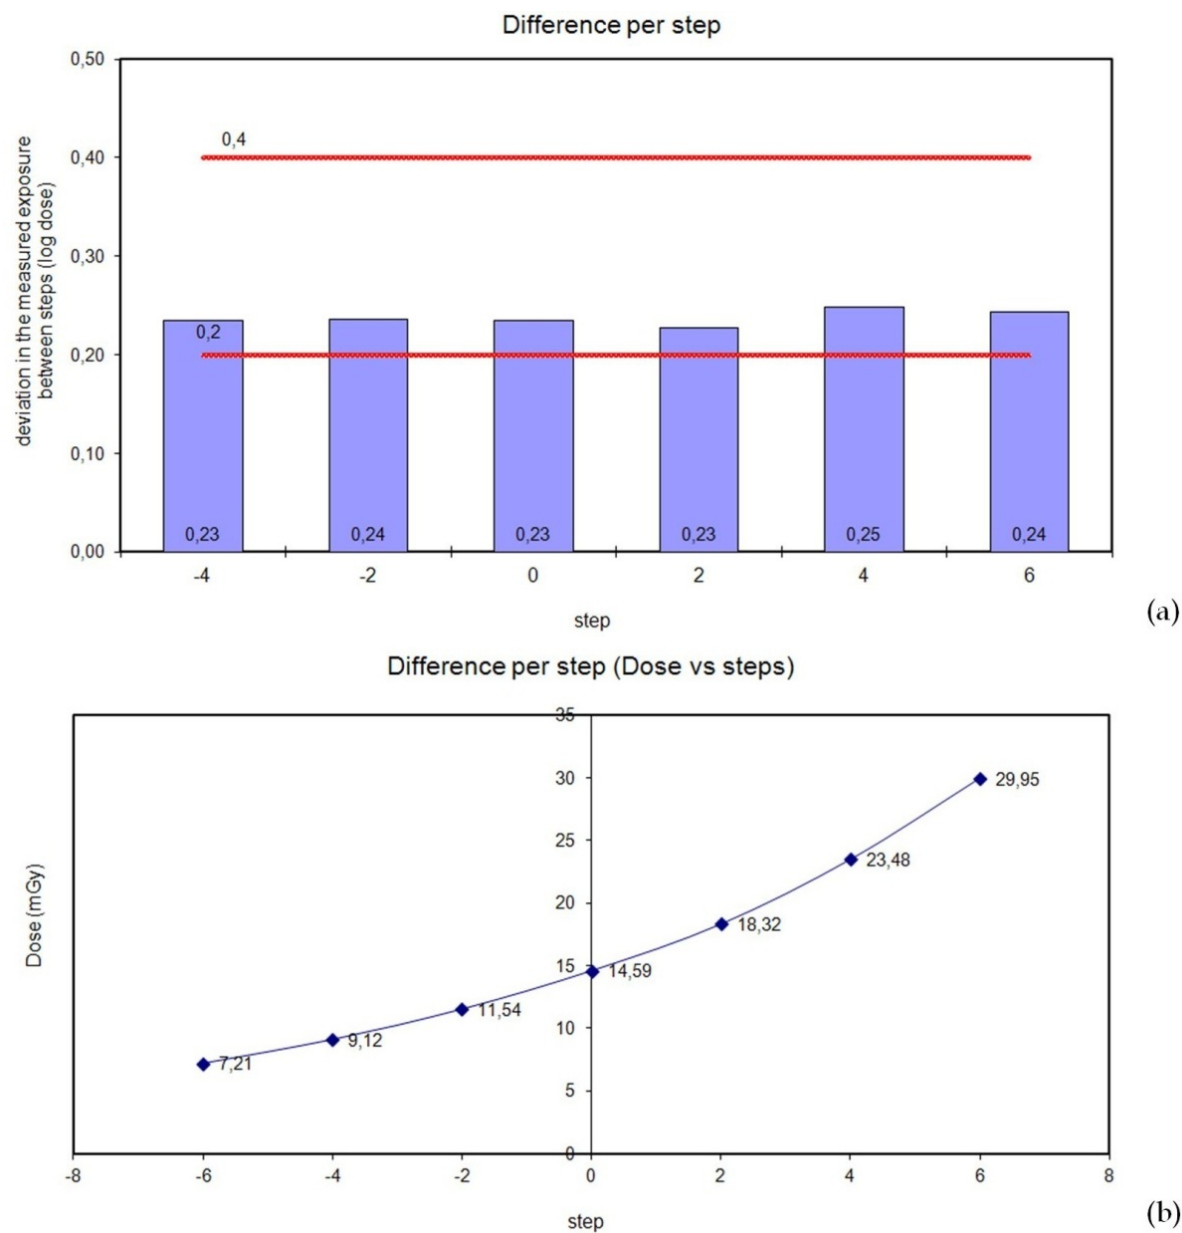 Difference per step
0,50
0,4
0,40
0,30
0,2
0,20
0,10
0,00
0,23 0,24 0,23 0,23 0,25 0,24
-4 -2 0 2 4 6
step
deviation in the measured exposure
between steps (log dose)
(a)
Difference per step (Dose vs steps)
35
30
29,95
25
23,48
20
18,32
15
14,59
11,54
10
9,12
7,21
5
0
-8 -6 -4 -2 0 2 4 6 8
step
Dose (mGy)
(b)